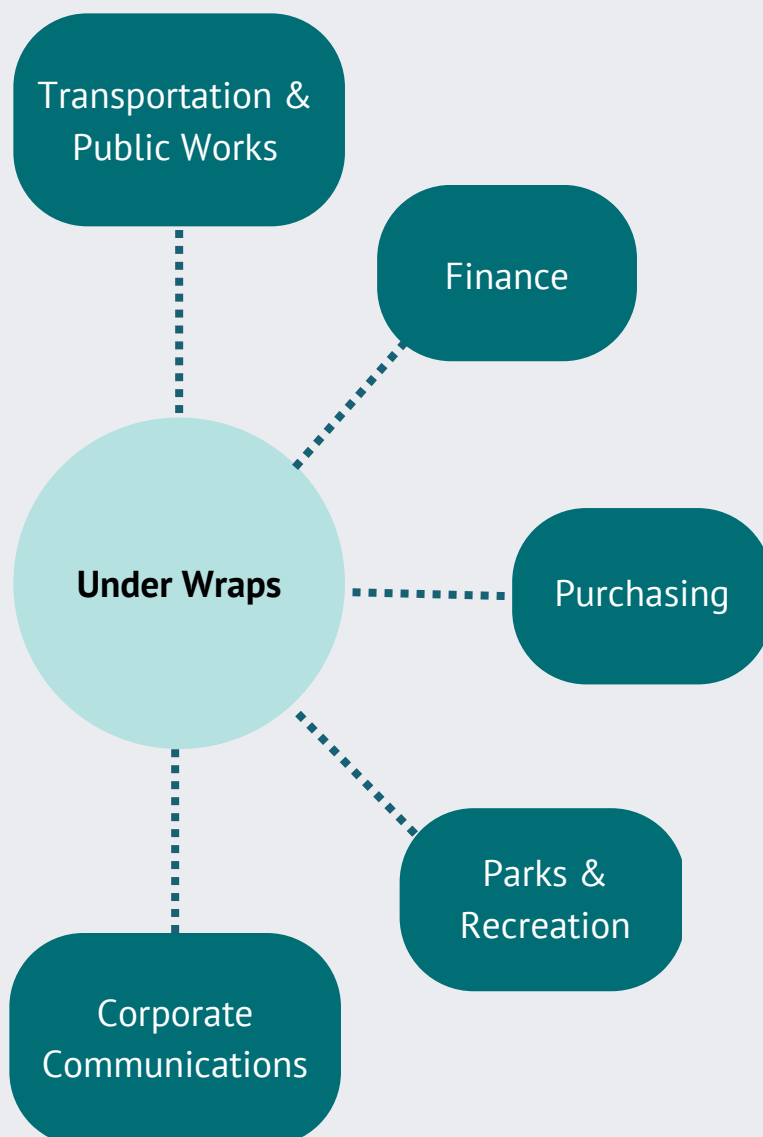 Transportation &
Public Works
Finance
Under Wraps
Purchasing
Parks &
Recreation
Corporate
Communications